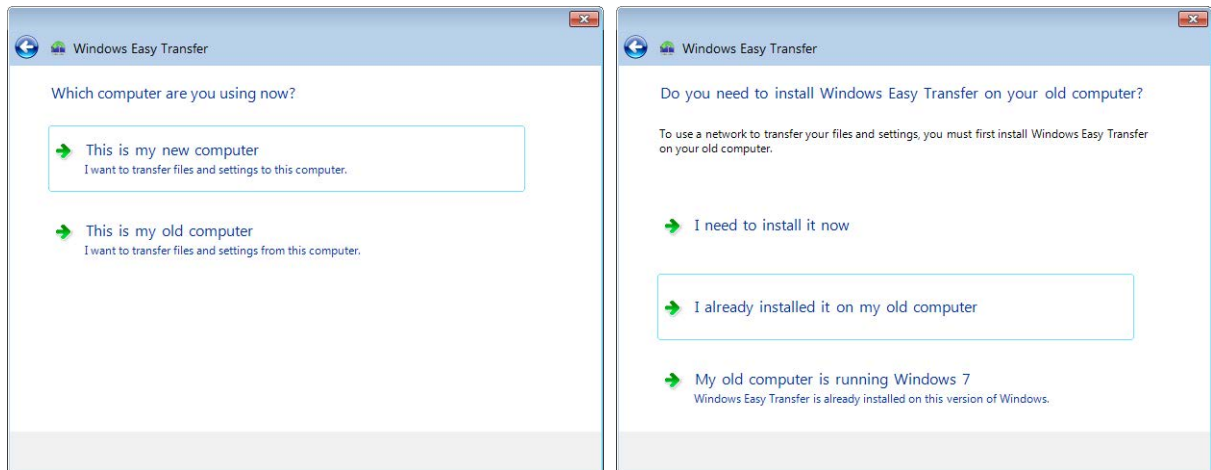 Windows Easy Transfer
Which computer are you using now?
This is my new computer
I want to transfer files and settings to this computer.
This is my old computer
I want to transfer files and settings from this computer.
Windows Easy Transfer
Do you need to install Windows Easy Transfer on your old computer?
To use a network to transfer your files and settings, you must first install Windows Easy Transfer
on your old computer.
I need to install it now
I already installed it on my old computer
My old computer is running Windows 7
Windows Easy Transfer is already installed on this version of Windows.